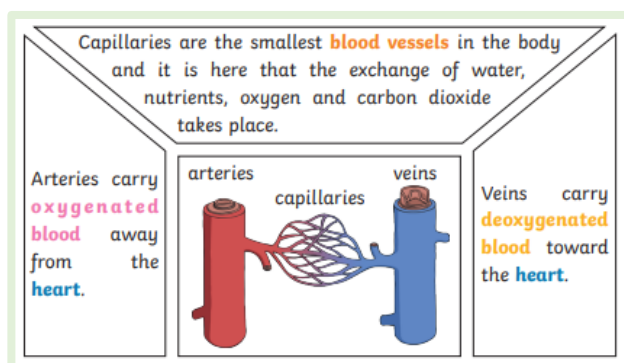 Capillaries are the smallest blood vessels in the body
and it is here that the exchange of water,
nutrients, oxygen and carbon dioxide
takes place.
Arteries carry
oxygenated
blood away
from the
heart.
arteries
veins
capillaries
Veins carry
deoxygenated
blood toward
the heart.